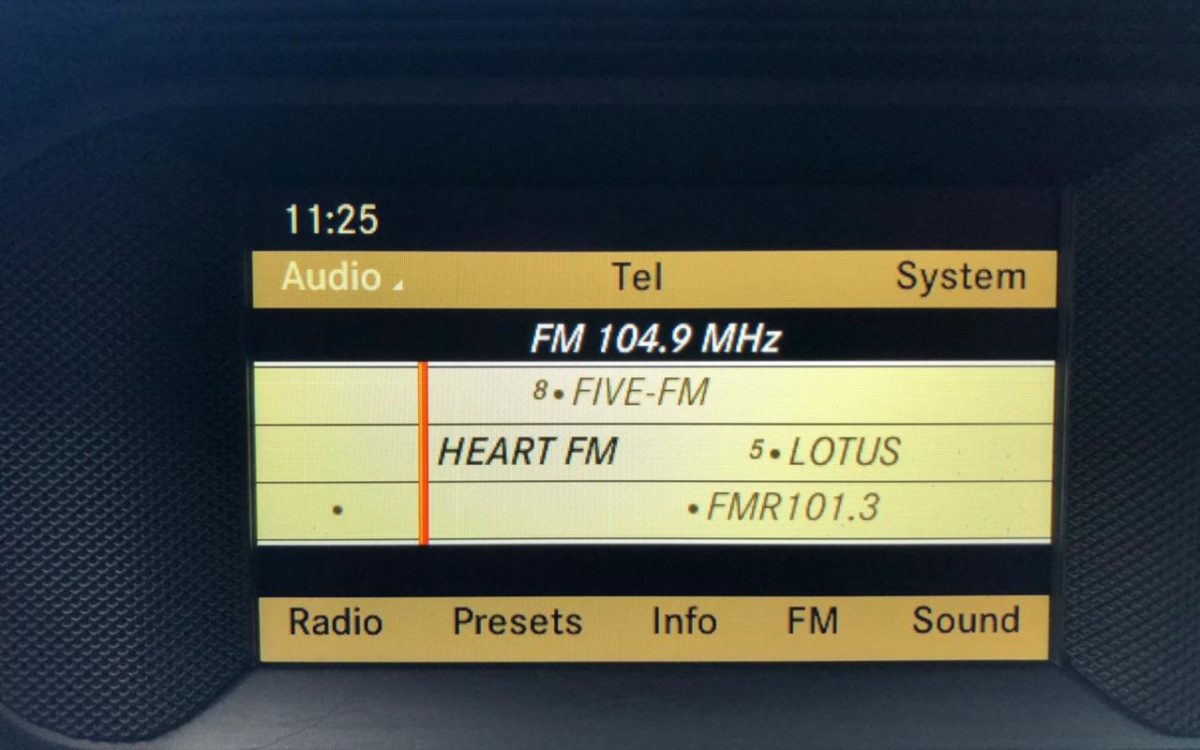 11:25
Audio Tel System
FM 104.9 MHz
8•FIVE-FM
HEART FM 5•LOTUS
• •FMR101.3
Radio Presets Info FM Sound